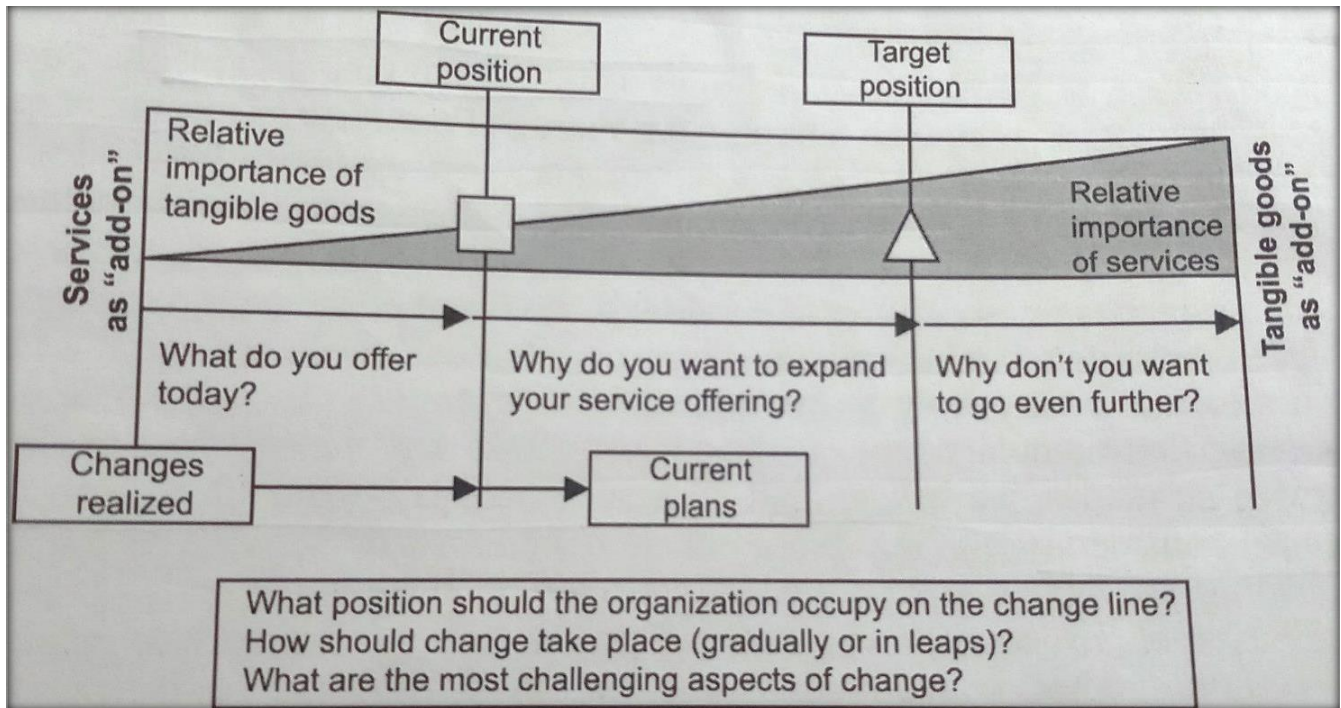 Current
position
Target
position
Services
as “add-on”
Relative
importance of
tangible goods
Relative
importance
of services
Tangible goods
as “add-on”
What do you offer
today?
Why do you want to expand
your service offering?
Why don’t you want
to go even further?
Changes
realized
Current
plans
What position should the organization occupy on the change line?
How should change take place (gradually or in leaps)?
What are the most challenging aspects of change?